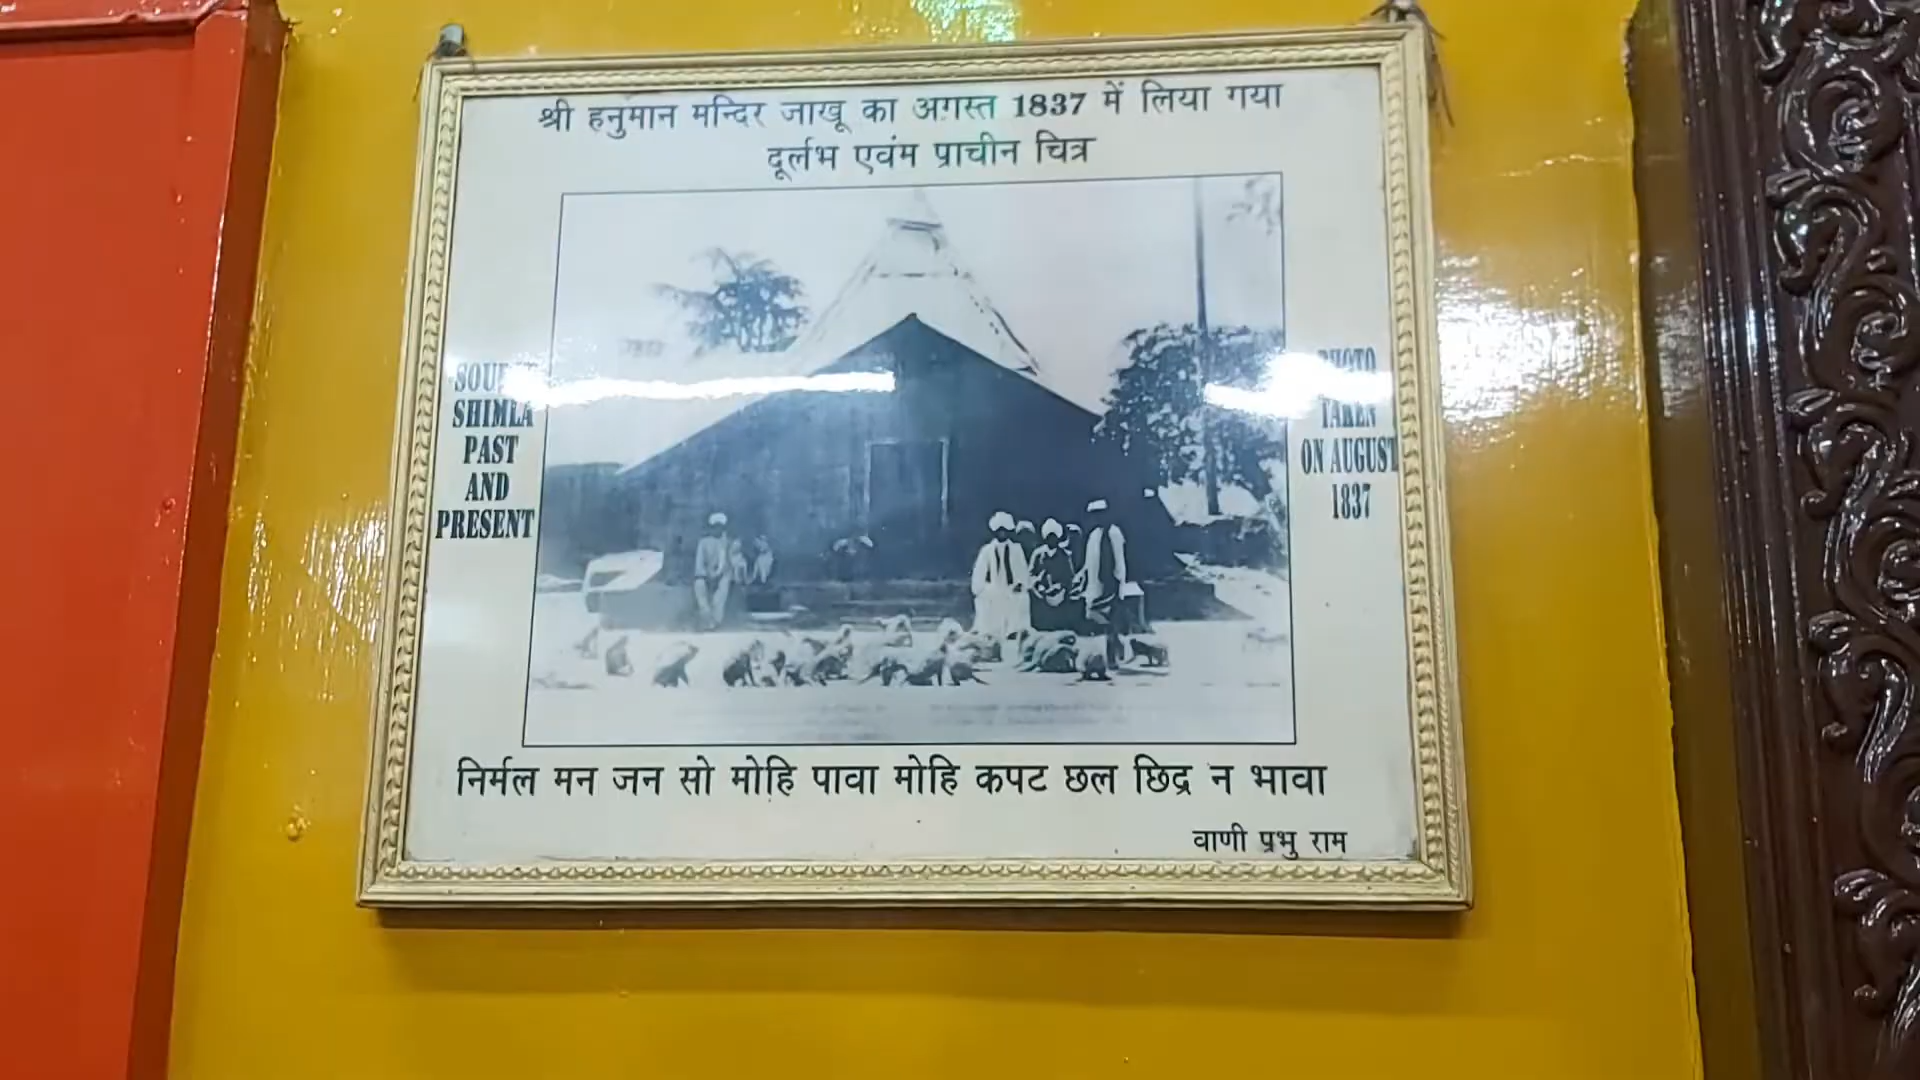 श्री हनुमान मन्दिर जाखू का अगस्त 1837 में लिया गया
दूर्लभ एवंम प्राचीन चित्र
SHIMLA
PAST
AND
PRESENT
PHOTO
TAKEN
ON AUGUST
1837
निर्मल मन जन सो मोहि पावा मोहि कपट छल छिद्र न भावा
वाणी प्रभु राम